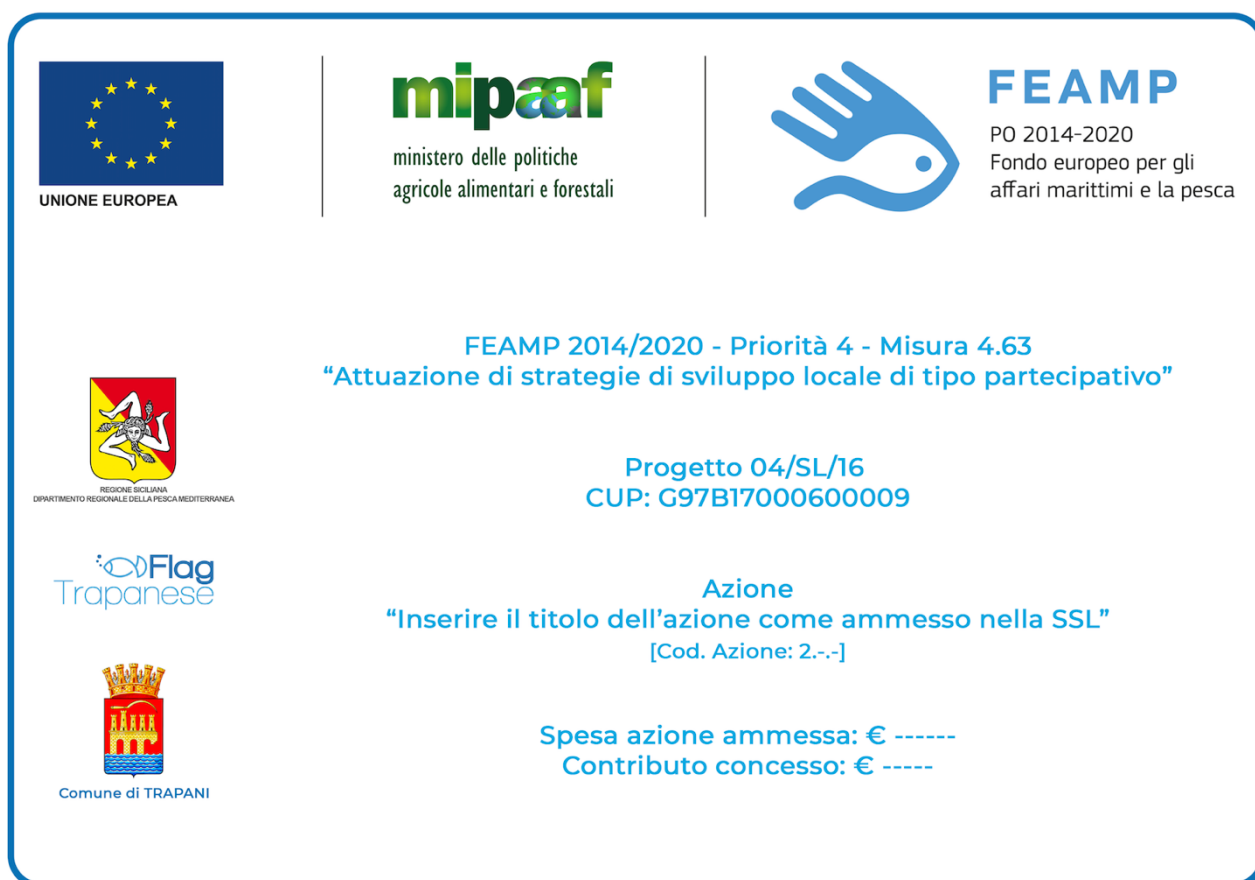 UNIONE EUROPEA
mipaaf
ministero delle politiche
agricole alimentari e forestali
FEAMP
PO 2014-2020
Fondo europeo per gli
affari marittimi e la pesca
FEAMP 2014/2020 - Priorità 4 - Misura 4.63
“Attuazione di strategie di sviluppo locale di tipo partecipativo”
REGIONE SICILIANA
DIPARTIMENTO REGIONALE DELLA PESCA MEDITERRANEA
Progetto 04/SL/16
CUP: G97B17000600009
Flag
Trapanese
Azione
“Inserire il titolo dell’azione come ammesso nella SSL”
[Cod. Azione: 2.-.-]
Comune di TRAPANI
Spesa azione ammessa: € ------
Contributo concesso: € -----